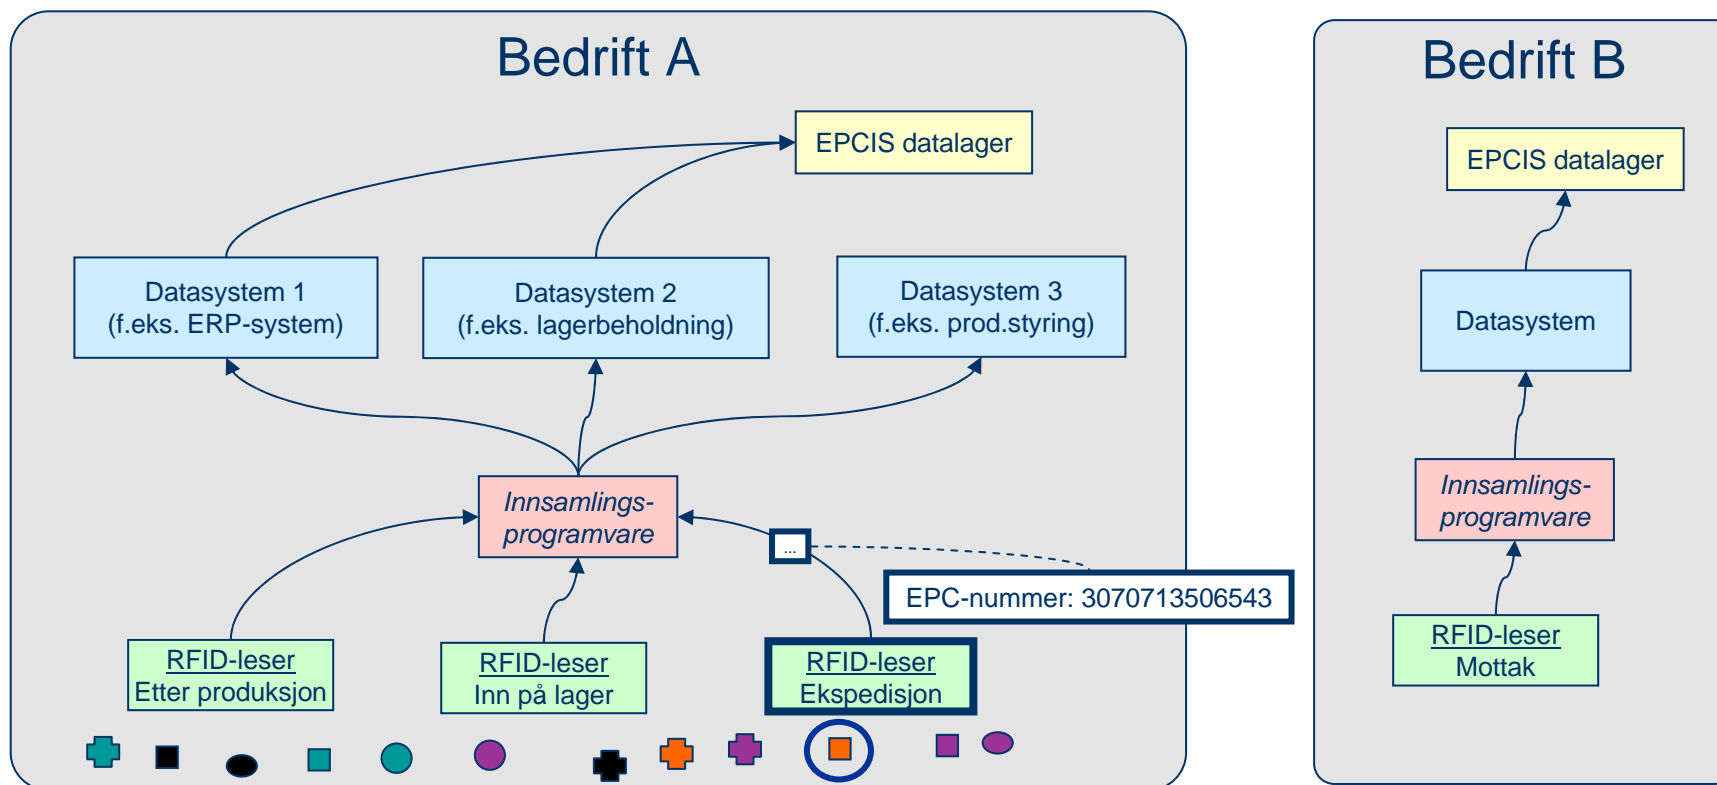 Bedrift A
EPCIS datalager
Datasystem 1
(f.eks. ERP-system)
Datasystem 2
(f.eks. lagerbeholdning)
Datasystem 3
(f.eks. prod.styring)
Innsamlings-
programvare
...
EPC-nummer: 3070713506543
RFID-leser
Etter produksjon
RFID-leser
Inn på lager
RFID-leser
Ekspedisjon
Bedrift B
EPCIS datalager
Datasystem
Innsamlings-
programvare
RFID-leser
Mottak